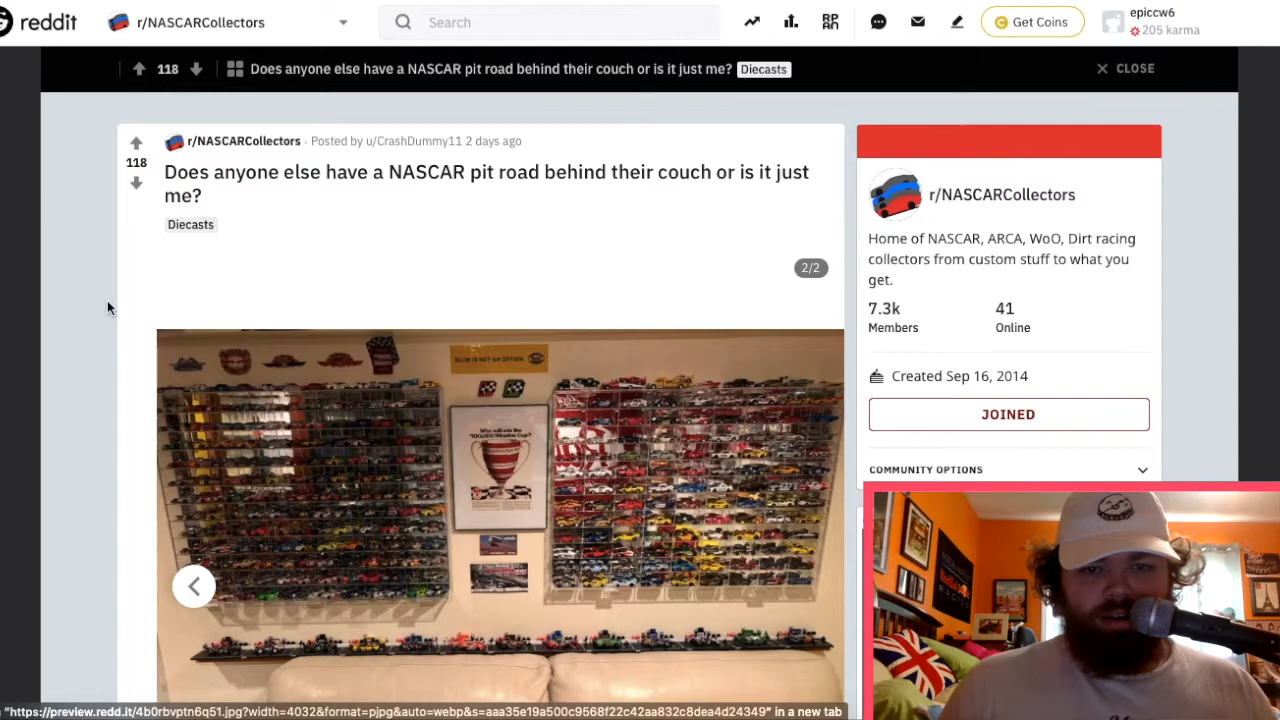 reddit
r/NASCARCollectors
Search
Get Coins
epiccw6
205 karma
118
Does anyone else have a NASCAR pit road behind their couch or is it just me?
Diecasts
CLOSE
r/NASCARCollectors · Posted by u/CrashDummy11 2 days ago
118
Does anyone else have a NASCAR pit road behind their couch or is it just
me?
Diecasts
2/2
r/NASCARCollectors
Home of NASCAR, ARCA, WoO, Dirt racing
collectors from custom stuff to what you
get.
7.3k
Members
41
Online
Created Sep 16, 2014
JOINED
COMMUNITY OPTIONS
Who will win the
"https://preview.redd.it/4b0rbvptn6q51.jpg?width=4032&format=pjpg&auto=webp&s=aaa35e19a500c9568f22c42aa832c8dea4d24349" in a new tab